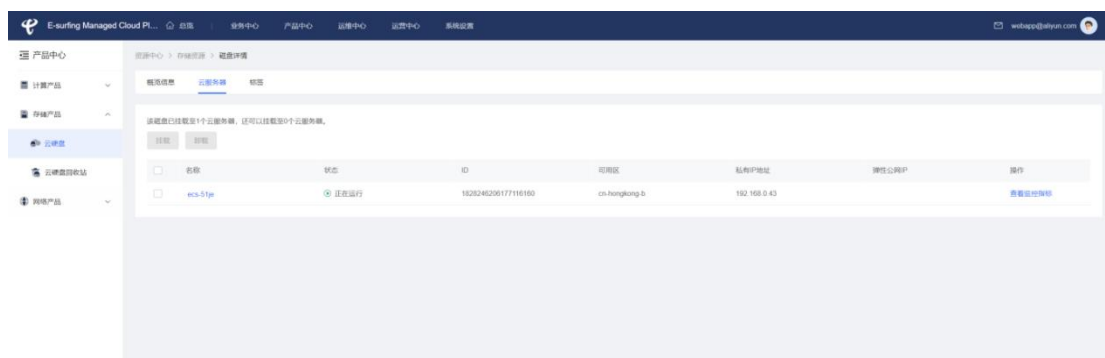 E-surfing Managed Cloud Pl... 总览 业务中心 产品中心 运维中心 运营中心 系统设置 webapp@aliyun.com
产品中心
资源中心 > 存储资源 > 磁盘详情
计算产品
概览信息 云服务器 标签
存储产品
该磁盘已挂载至1个云服务器，还可以挂载至0个云服务器。
挂载 卸载
云硬盘
名称 状态 ID 可用区 私有IP地址 弹性公网IP 操作
云硬盘回收站
ecs-51ye 正在运行 1828246206177116160 cn-hongkong-b 192.168.0.43 查看监控指标
网络产品